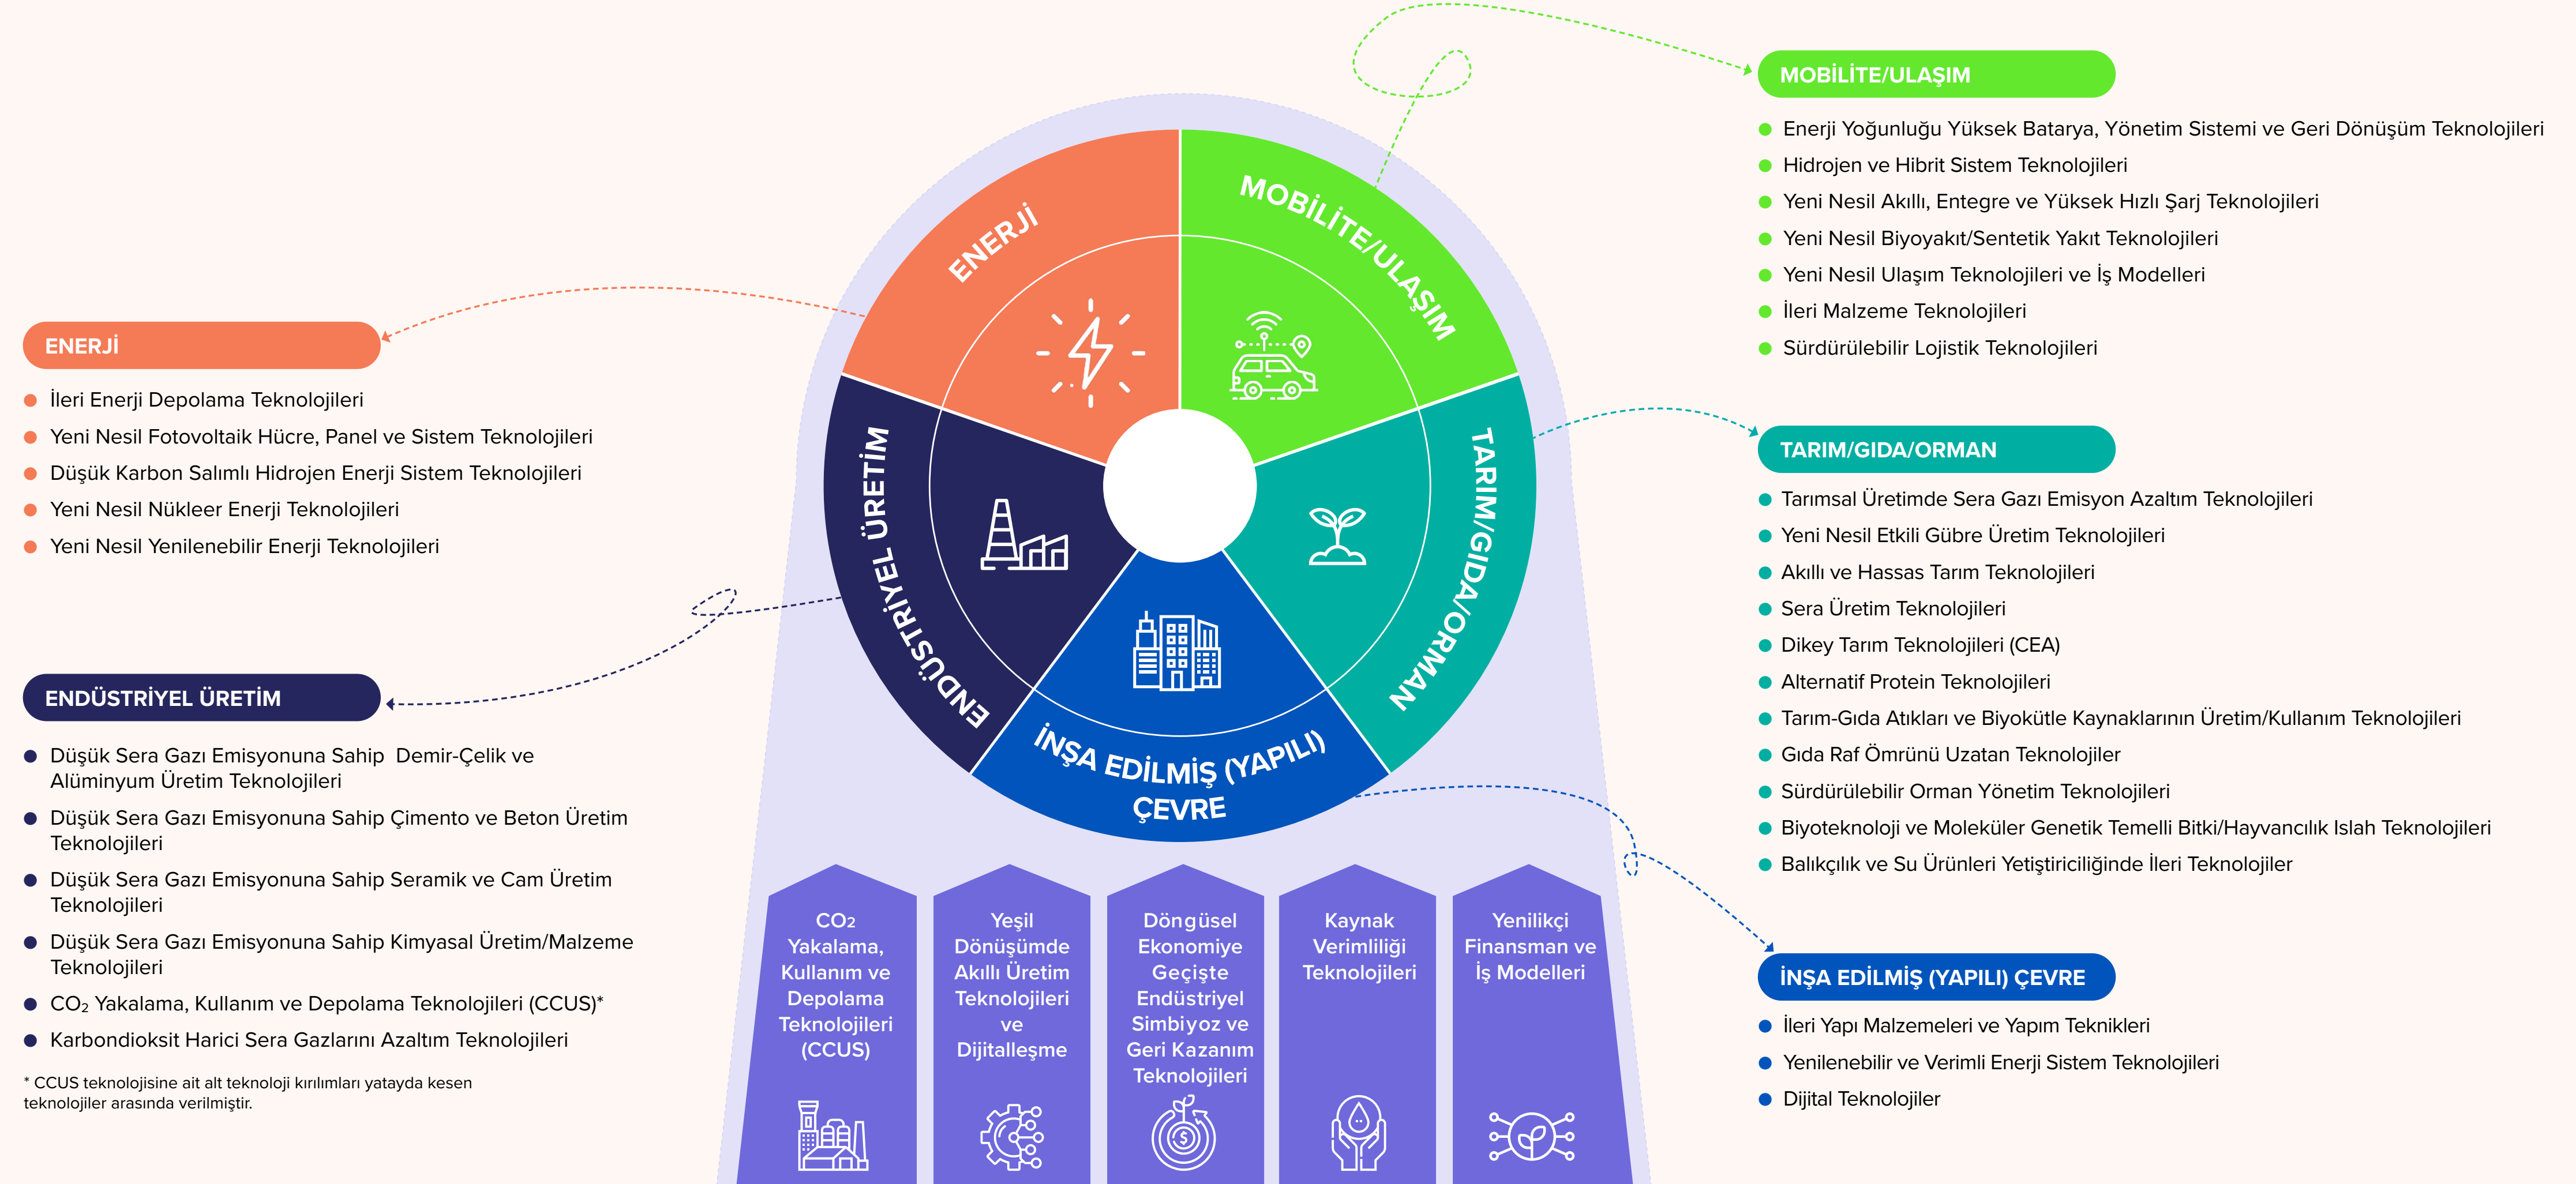 ENERJİ
İleri Enerji Depolama Teknolojileri
Yeni Nesil Fotovoltaik Hücre, Panel ve Sistem Teknolojileri
Düşük Karbon Salımlı Hidrojen Enerji Sistem Teknolojileri
Yeni Nesil Nükleer Enerji Teknolojileri
Yeni Nesil Yenilenebilir Enerji Teknolojileri
ENDÜSTRİYEL ÜRETİM
Düşük Sera Gazı Emisyonuna Sahip  Demir-Çelik ve
Alüminyum Üretim Teknolojileri
Düşük Sera Gazı Emisyonuna Sahip Çimento ve Beton Üretim
Teknolojileri
Düşük Sera Gazı Emisyonuna Sahip Seramik ve Cam Üretim
Teknolojileri
Düşük Sera Gazı Emisyonuna Sahip Kimyasal Üretim/Malzeme
Teknolojileri
CO₂ Yakalama, Kullanım ve Depolama Teknolojileri (CCUS)*
Karbondioksit Harici Sera Gazlarını Azaltım Teknolojileri
* CCUS teknolojisine ait alt teknoloji kırılımları yatayda kesen
teknolojiler arasında verilmiştir.
ENERJİ
MOBİLİTE/ULAŞIM
TARIM/GIDA/ORMAN
İNŞA EDİLMİŞ (YAPILI)
ÇEVRE
ENDÜSTRİYEL ÜRETİM
CO2
Yakalama,
Kullanım ve
Depolama
Teknolojileri
(CCUS)
Yeşil
Dönüşümde
Akıllı Üretim
Teknolojileri
ve
Dijitalleşme
Döngüsel
Ekonomiye
Geçişte
Endüstriyel
Simbiyoz ve
Geri Kazanım
Teknolojileri
$
Kaynak
Verimliliği
Teknolojileri
Yenilikçi
Finansman ve
İş Modelleri
MOBİLİTE/ULAŞIM
Enerji Yoğunluğu Yüksek Batarya, Yönetim Sistemi ve Geri Dönüşüm Teknolojileri
Hidrojen ve Hibrit Sistem Teknolojileri
Yeni Nesil Akıllı, Entegre ve Yüksek Hızlı Şarj Teknolojileri
Yeni Nesil Biyoyakıt/Sentetik Yakıt Teknolojileri
Yeni Nesil Ulaşım Teknolojileri ve İş Modelleri
İleri Malzeme Teknolojileri
Sürdürülebilir Lojistik Teknolojileri
TARIM/GIDA/ORMAN
Tarımsal Üretimde Sera Gazı Emisyon Azaltım Teknolojileri
Yeni Nesil Etkili Gübre Üretim Teknolojileri
Akıllı ve Hassas Tarım Teknolojileri
Sera Üretim Teknolojileri
Dikey Tarım Teknolojileri (CEA)
Alternatif Protein Teknolojileri
Tarım-Gıda Atıkları ve Biyokütle Kaynaklarının Üretim/Kullanım Teknolojileri
Gıda Raf Ömrünü Uzatan Teknolojiler
Sürdürülebilir Orman Yönetim Teknolojileri
Biyoteknoloji ve Moleküler Genetik Temelli Bitki/Hayvancılık Islah Teknolojileri
Balıkçılık ve Su Ürünleri Yetiştiriciliğinde İleri Teknolojiler
İNŞA EDİLMİŞ (YAPILI) ÇEVRE
İleri Yapı Malzemeleri ve Yapım Teknikleri
Yenilenebilir ve Verimli Enerji Sistem Teknolojileri
Dijital Teknolojiler